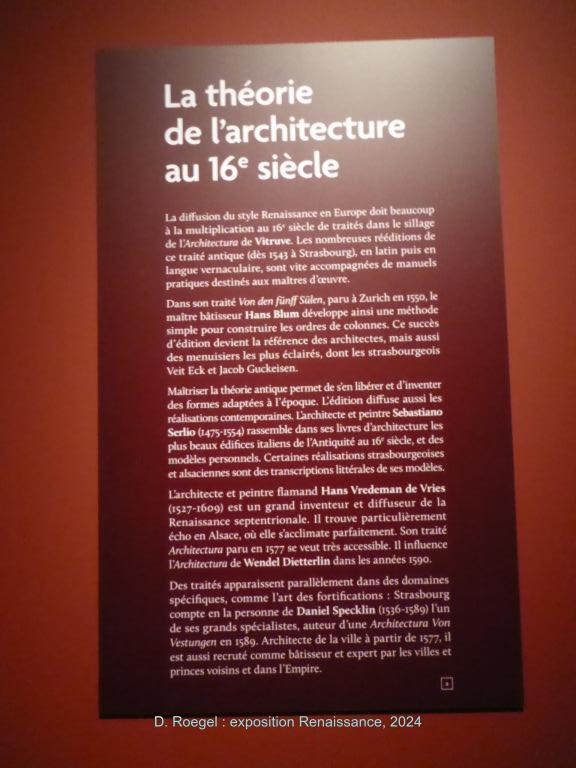 La théorie
de l'architecture
au 16e siècle
La diffusion du style Renaissance en Europe doit beaucoup
à la multiplication au 16e siècle de traités dans le sillage
de l'Architectura de Vitruve. Les nombreuses rééditions de
ce traité antique (dès 1543 à Strasbourg), en latin puis en
langue vernaculaire, sont vite accompagnées de manuels
pratiques destinés aux maîtres d'œuvre.
Dans son traité Von den fünff Sülen, paru à Zurich en 1550, le
maître bâtisseur Hans Blum développe ainsi une méthode
simple pour construire les ordres de colonnes. Ce succès
d'édition devient la référence des architectes, mais aussi
des menuisiers les plus éclairés, dont les strasbourgeois
Veit Eck et Jacob Guckeisen.
Maîtriser la théorie antique permet de s'en libérer et d'inventer
des formes adaptées à l'époque. L'édition diffuse aussi les
réalisations contemporaines. L'architecte et peintre Sebastiano
Serlio (1475-1554) rassemble dans ses livres d'architecture les
plus beaux édifices italiens de l'Antiquité au 16e siècle, et des
modèles personnels. Certaines réalisations strasbourgeoises
et alsaciennes sont des transcriptions littérales de ses modèles.
L'architecte et peintre flamand Hans Vredeman de Vries
(1527-1609) est un grand inventeur et diffuseur de la
Renaissance septentrionale. Il trouve particulièrement
écho en Alsace, où elle s'acclimate parfaitement. Son traité
Architectura paru en 1577 se veut très accessible. Il influence
l'Architectura de Wendel Dietterlin dans les années 1590.
Des traités apparaissent parallèlement dans des domaines
spécifiques, comme l'art des fortifications : Strasbourg
compte en la personne de Daniel Specklin (1536-1589) l'un
de ses grands spécialistes, auteur d'une Architectura Von
Vestungen en 1589. Architecte de la ville à partir de 1577, il
est aussi recruté comme bâtisseur et expert par les villes et
princes voisins et dans l'Empire.
D. Roegel : exposition Renaissance, 2024